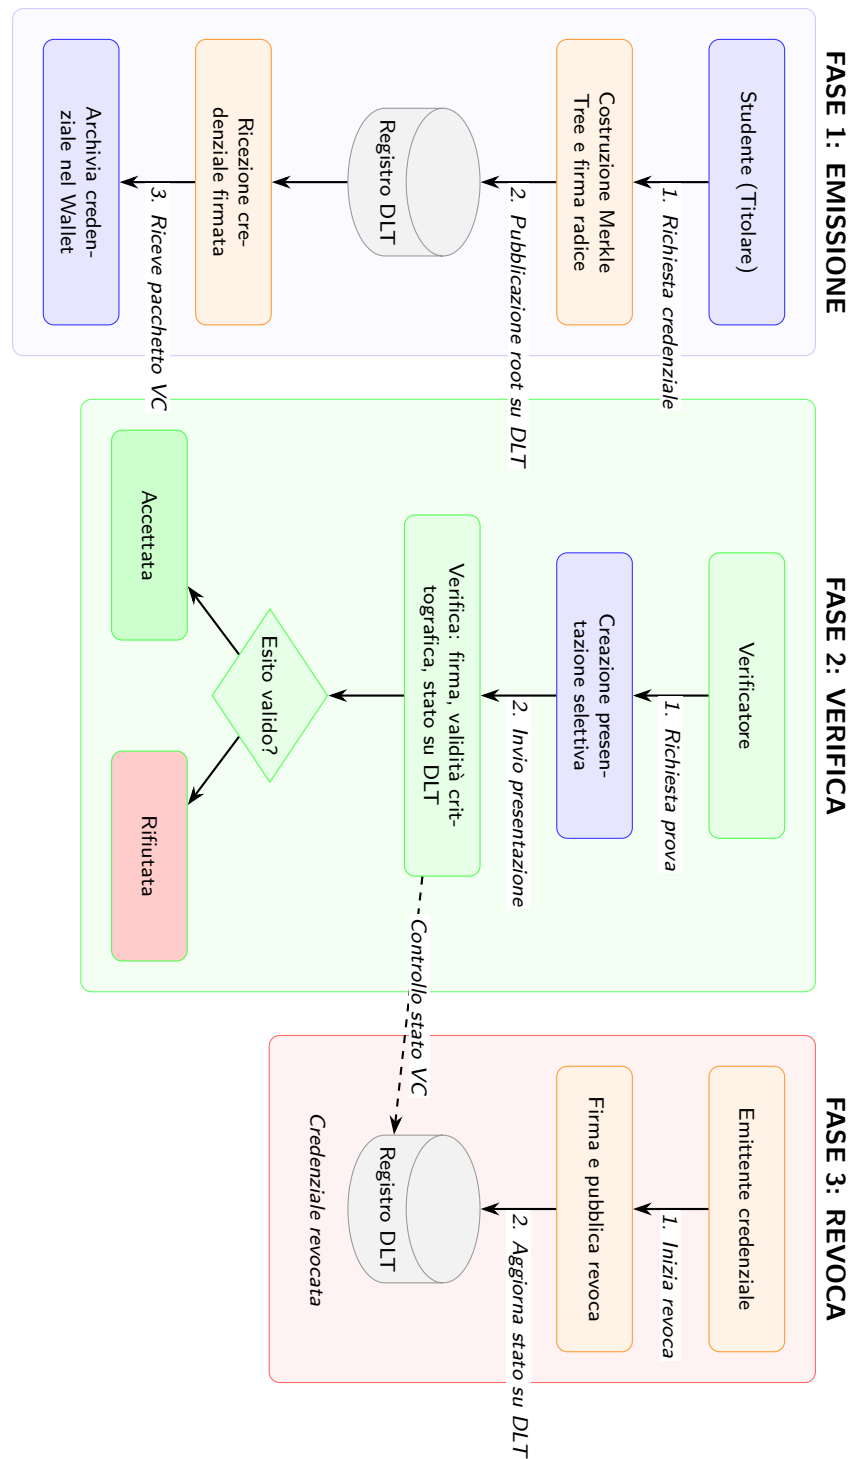 FASE 1: EMISSIONE
Studente (Titolare)
1. Richiesta credenziale
Costruzione Merkle
Tree e firma radice
2. Pubblicazione root su DLT
Registro DLT
Ricezione cre-
denziale firmata
3. Riceve pacchetto VC
Archivia creden-
ziale nel Wallet
FASE 2: VERIFICA
Verificatore
1. Richiesta prova
Creazione presen-
tazione selettiva
2. Invio presentazione
Verifica: firma, validità crit-
tografica, stato su DLT
Controllo stato VC
Esito valido?
Accettata
Rifiutata
FASE 3: REVOCA
Emittente credenziale
1. Inizia revoca
Firma e pubblica revoca
2. Aggiorna stato su DLT
Registro DLT
Credenziale revocata